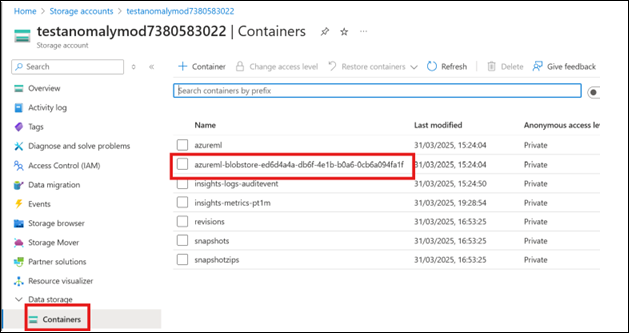 Home > Storage accounts > testanomalymod7380583022
testanomalymod7380583022 | Containers
Storage account
Search
Container
Change access level
Restore containers
Refresh
Delete
Give feedback
Search containers by prefix
Overview
Activity log
Tags
Diagnose and solve problems
Access Control (IAM)
Data migration
Events
Storage browser
Storage Mover
Partner solutions
Resource visualizer
Data storage
Containers
Name Last modified Anonymous access le
azureml 31/03/2025, 15:24:04 Private
azureml-blobstore-ed6d4a4a-db6f-4e1b-b0a6-0cb6a094fa1f 31/03/2025, 15:24:04 Private
insights-logs-auditevent 31/03/2025, 15:24:50 Private
insights-metrics-pt1m 31/03/2025, 19:28:54 Private
revisions 31/03/2025, 16:53:25 Private
snapshots 31/03/2025, 16:53:25 Private
snapshotzips 31/03/2025, 16:53:25 Private